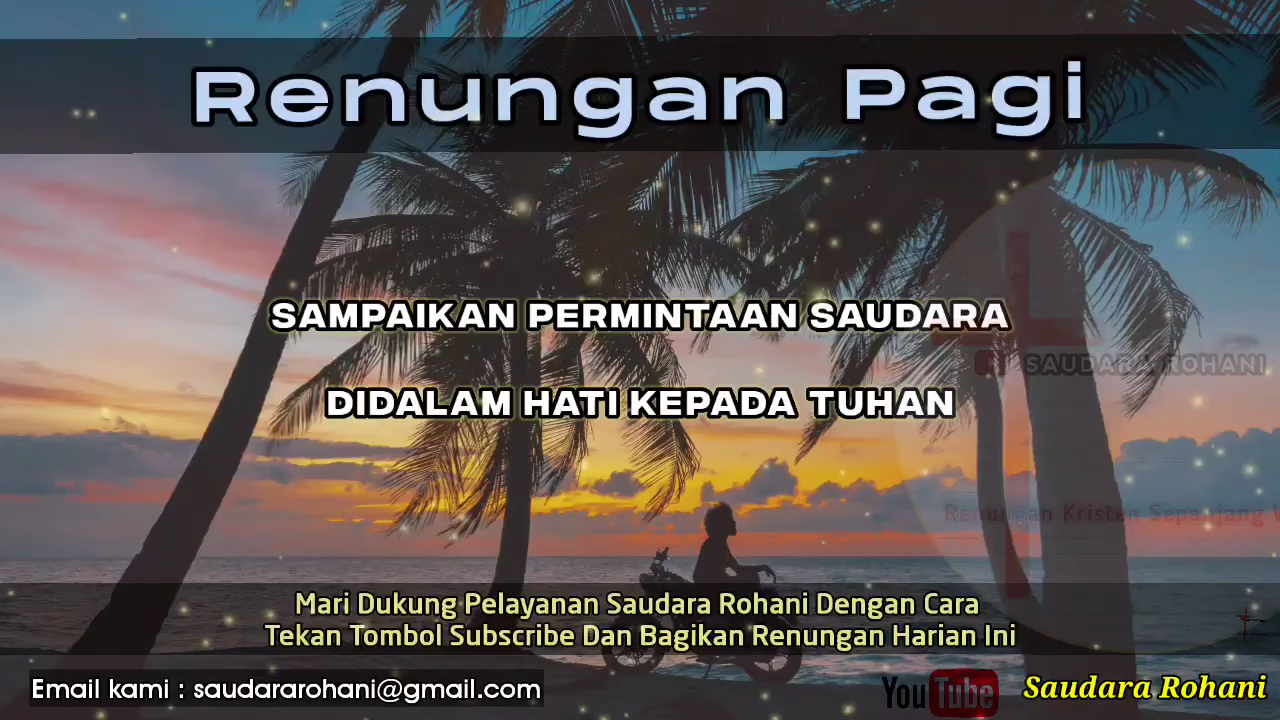 Renungan Pagi
SAMPAIKAN PERMINTAAN SAUDARA
SAUDARA ROHANI
DIDALAM HATI KEPADA TUHAN
Renungan Kristen Sepanjang
Mari Dukung Pelayanan Saudara Rohani Dengan Cara
Tekan Tombol Subscribe Dan Bagikan Renungan Harian Ini
Email kami : saudararohani@gmail.com
YouTube
Saudara Rohani